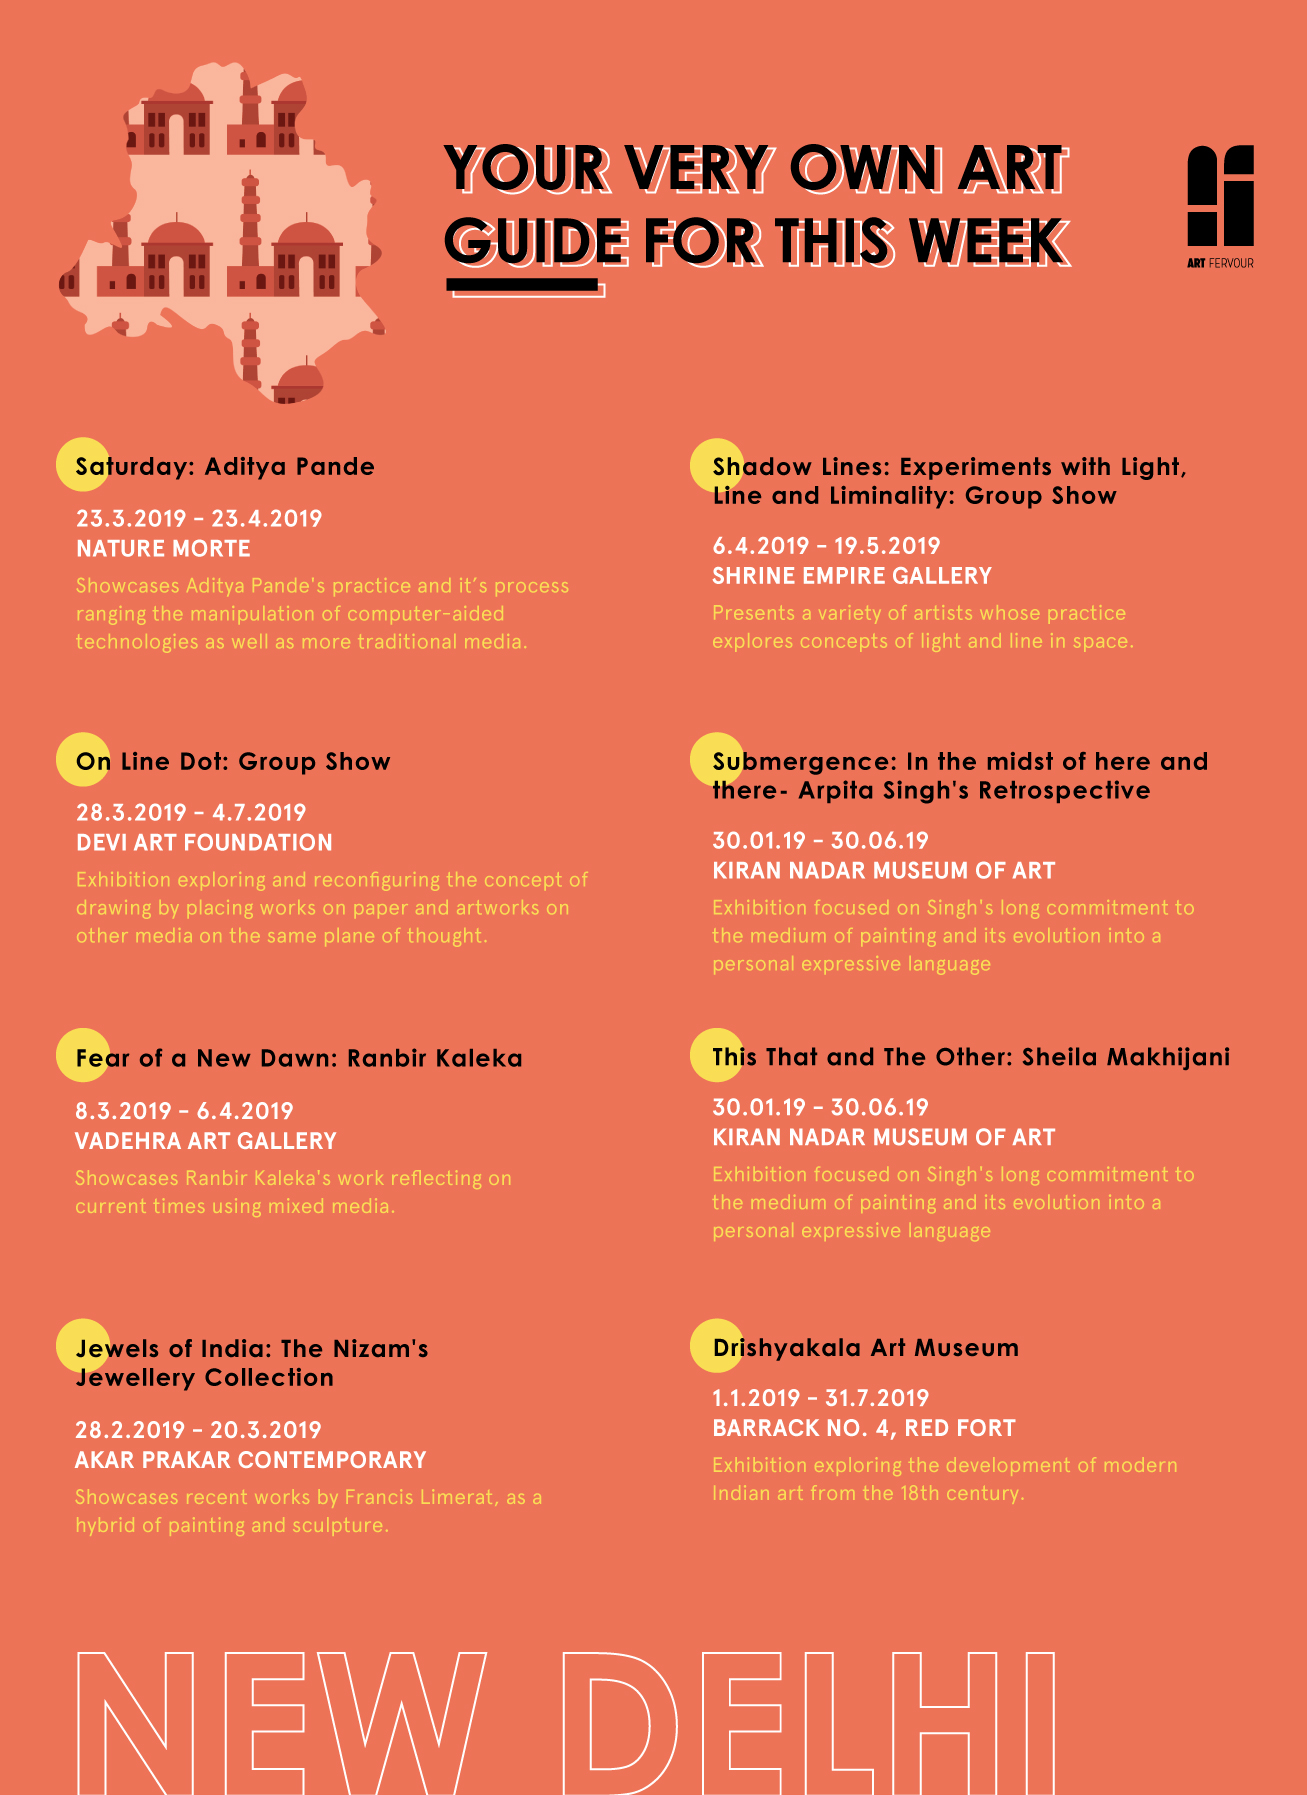 YOUR VERY OWN ART
GUIDE FOR THIS WEEK
ART FERVOUR
Saturday: Aditya Pande
23.3.2019 - 23.4.2019
NATURE MORTE
Showcases Aditya Pande's practice and it’s process
ranging the manipulation of computer-aided
technologies as well as more traditional media.
On Line Dot: Group Show
28.3.2019 - 4.7.2019
DEVI ART FOUNDATION
Exhibition exploring and reconfiguring the concept of
drawing by placing works on paper and artworks on
other media on the same plane of thought.
Fear of a New Dawn: Ranbir Kaleka
8.3.2019 - 6.4.2019
VADEHRA ART GALLERY
Showcases Ranbir Kaleka's work reflecting on
current times using mixed media.
Jewels of India: The Nizam's
Jewellery Collection
28.2.2019 - 20.3.2019
AKAR PRAKAR CONTEMPORARY
Showcases recent works by Francis Limerat, as a
hybrid of painting and sculpture.
Shadow Lines: Experiments with Light,
Line and Liminality: Group Show
6.4.2019 - 19.5.2019
SHRINE EMPIRE GALLERY
Presents a variety of artists whose practice
explores concepts of light and line in space.
Submergence: In the midst of here and
there- Arpita Singh's Retrospective
30.01.19 - 30.06.19
KIRAN NADAR MUSEUM OF ART
Exhibition focused on Singh's long commitment to
the medium of painting and its evolution into a
personal expressive language
This That and The Other: Sheila Makhijani
30.01.19 - 30.06.19
KIRAN NADAR MUSEUM OF ART
Exhibition focused on Singh's long commitment to
the medium of painting and its evolution into a
personal expressive language
Drishyakala Art Museum
1.1.2019 - 31.7.2019
BARRACK NO. 4, RED FORT
Exhibition exploring the development of modern
Indian art from the 18th century.
NEW DELHI